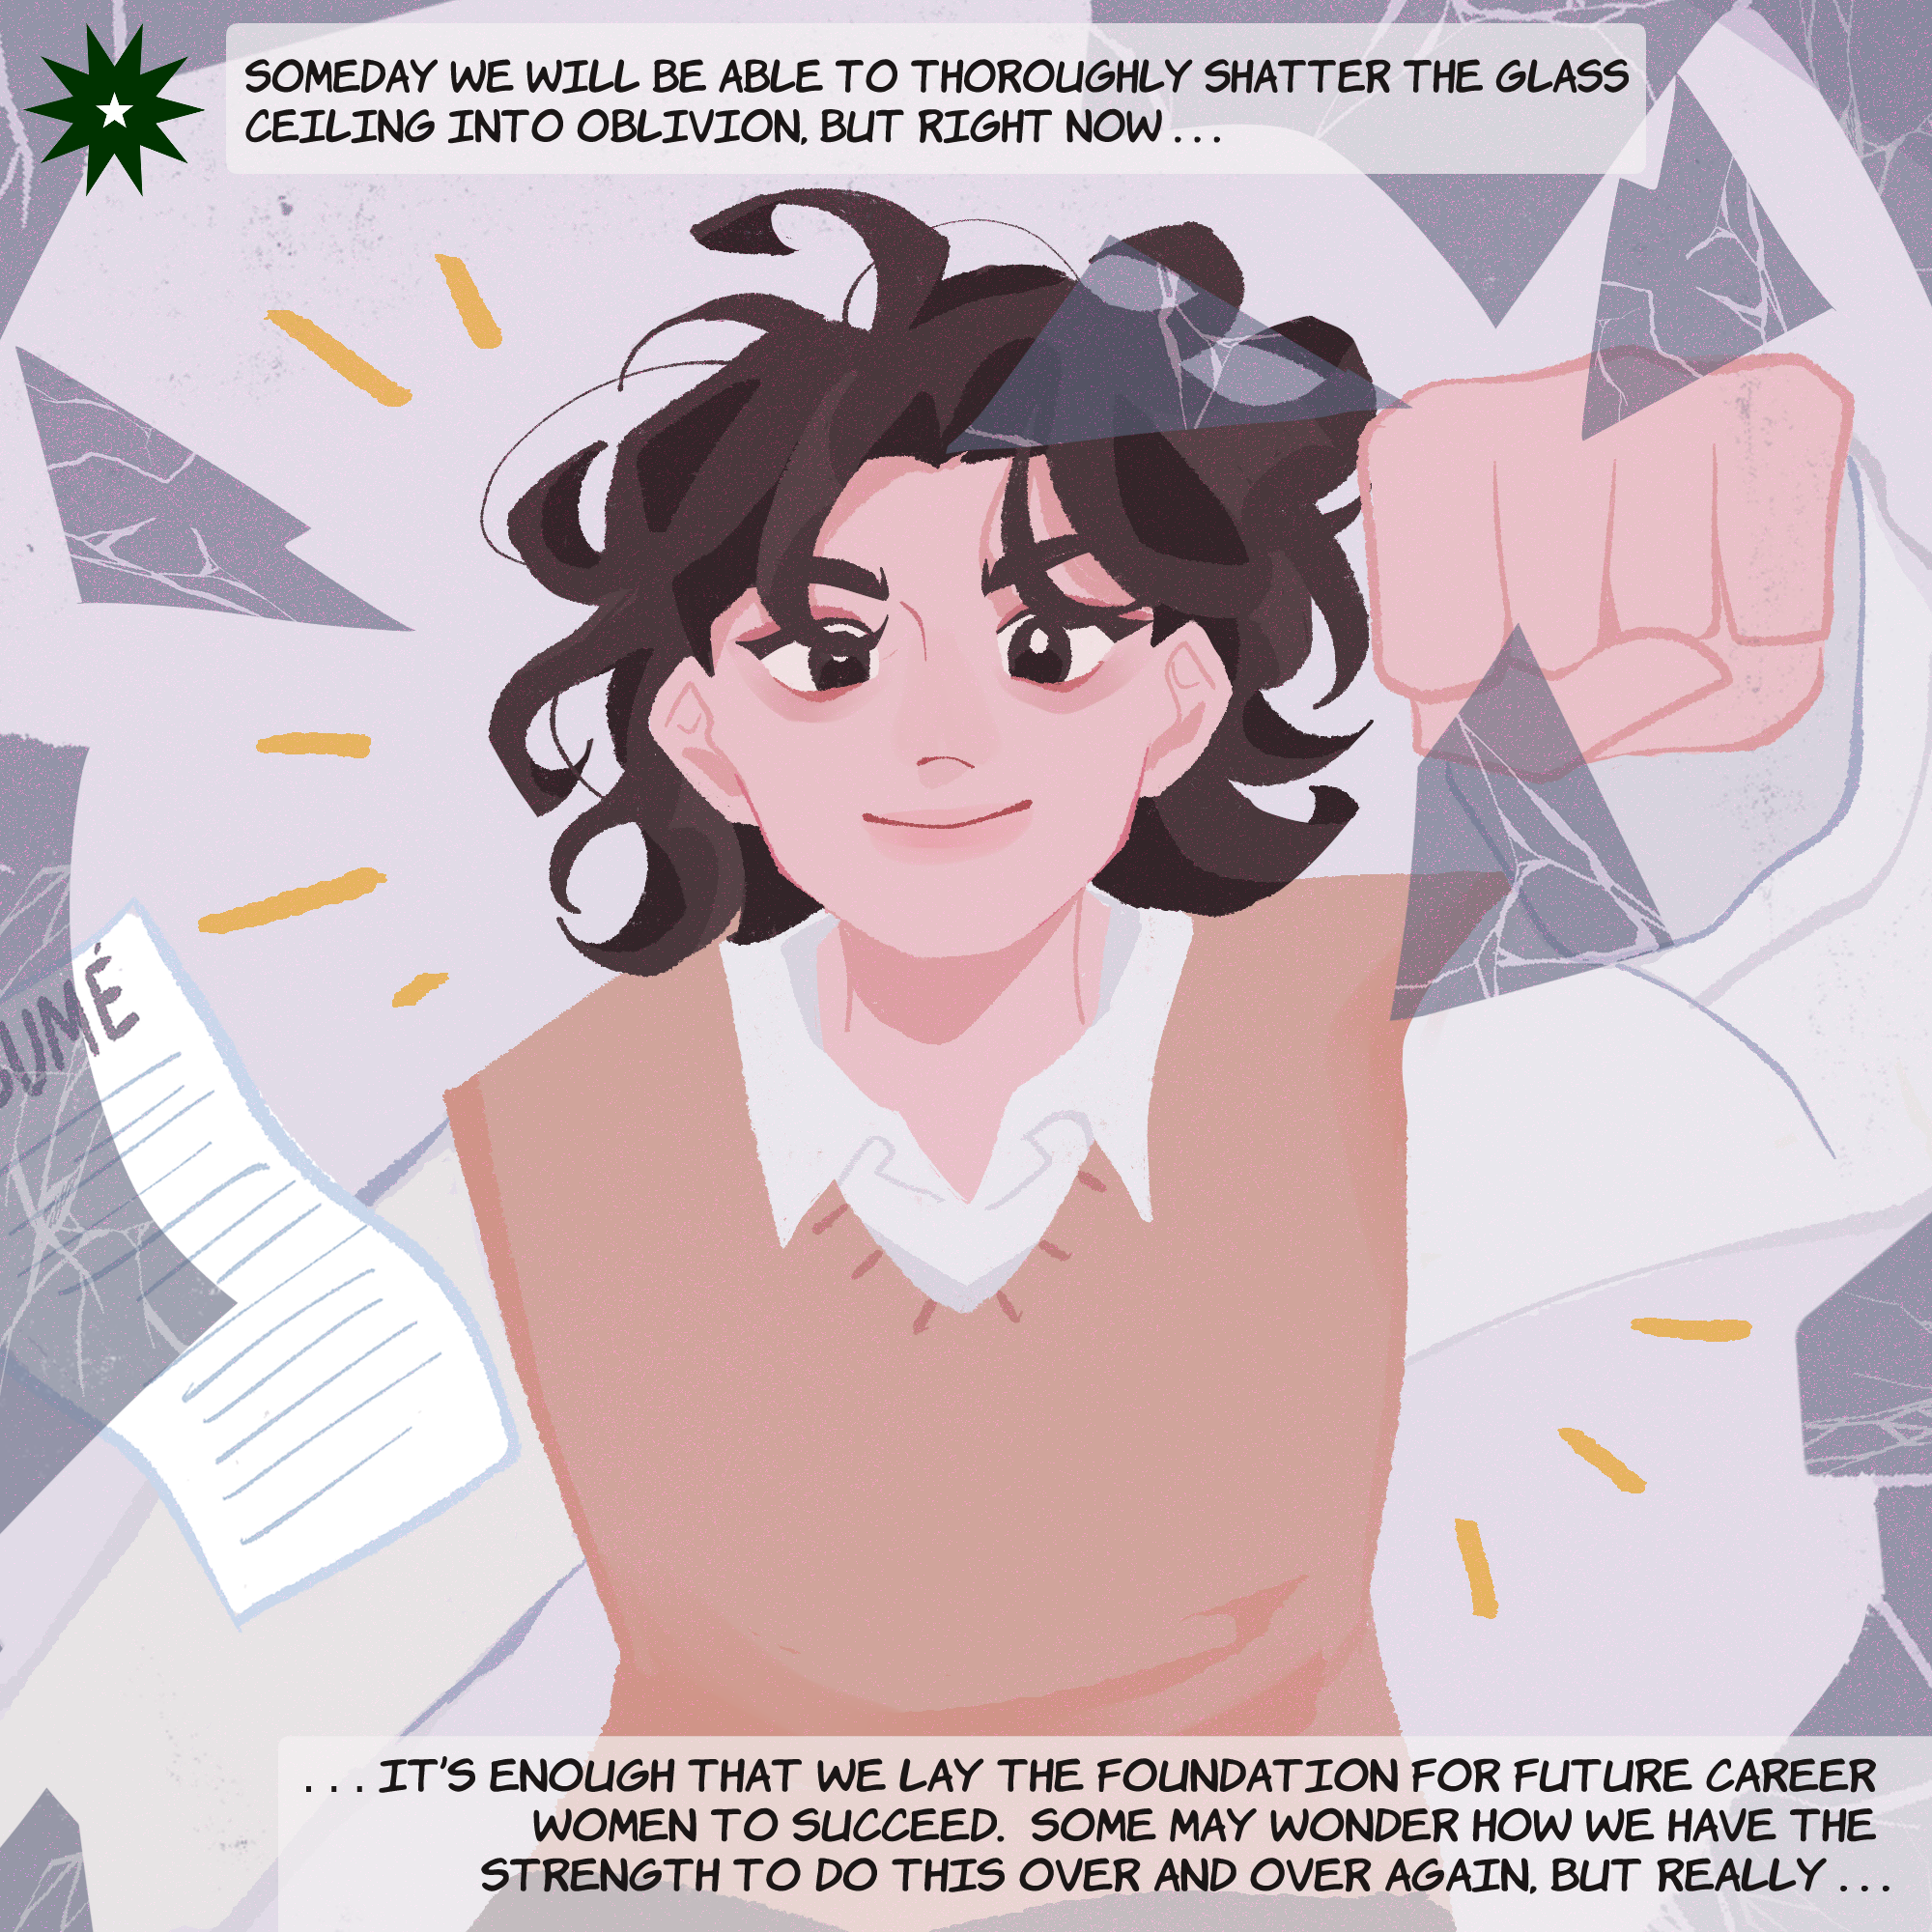 SOMEDAY WE WILL BE ABLE TO THOROUGHLY SHATTER THE GLASS
CEILING INTO OBLIVION, BUT RIGHT NOW . . .
SUMÉ
. . . IT'S ENOUGH THAT WE LAY THE FOUNDATION FOR FUTURE CAREER
WOMEN TO SUCCEED. SOME MAY WONDER HOW WE HAVE THE
STRENGTH TO DO THIS OVER AND OVER AGAIN, BUT REALLY . . .